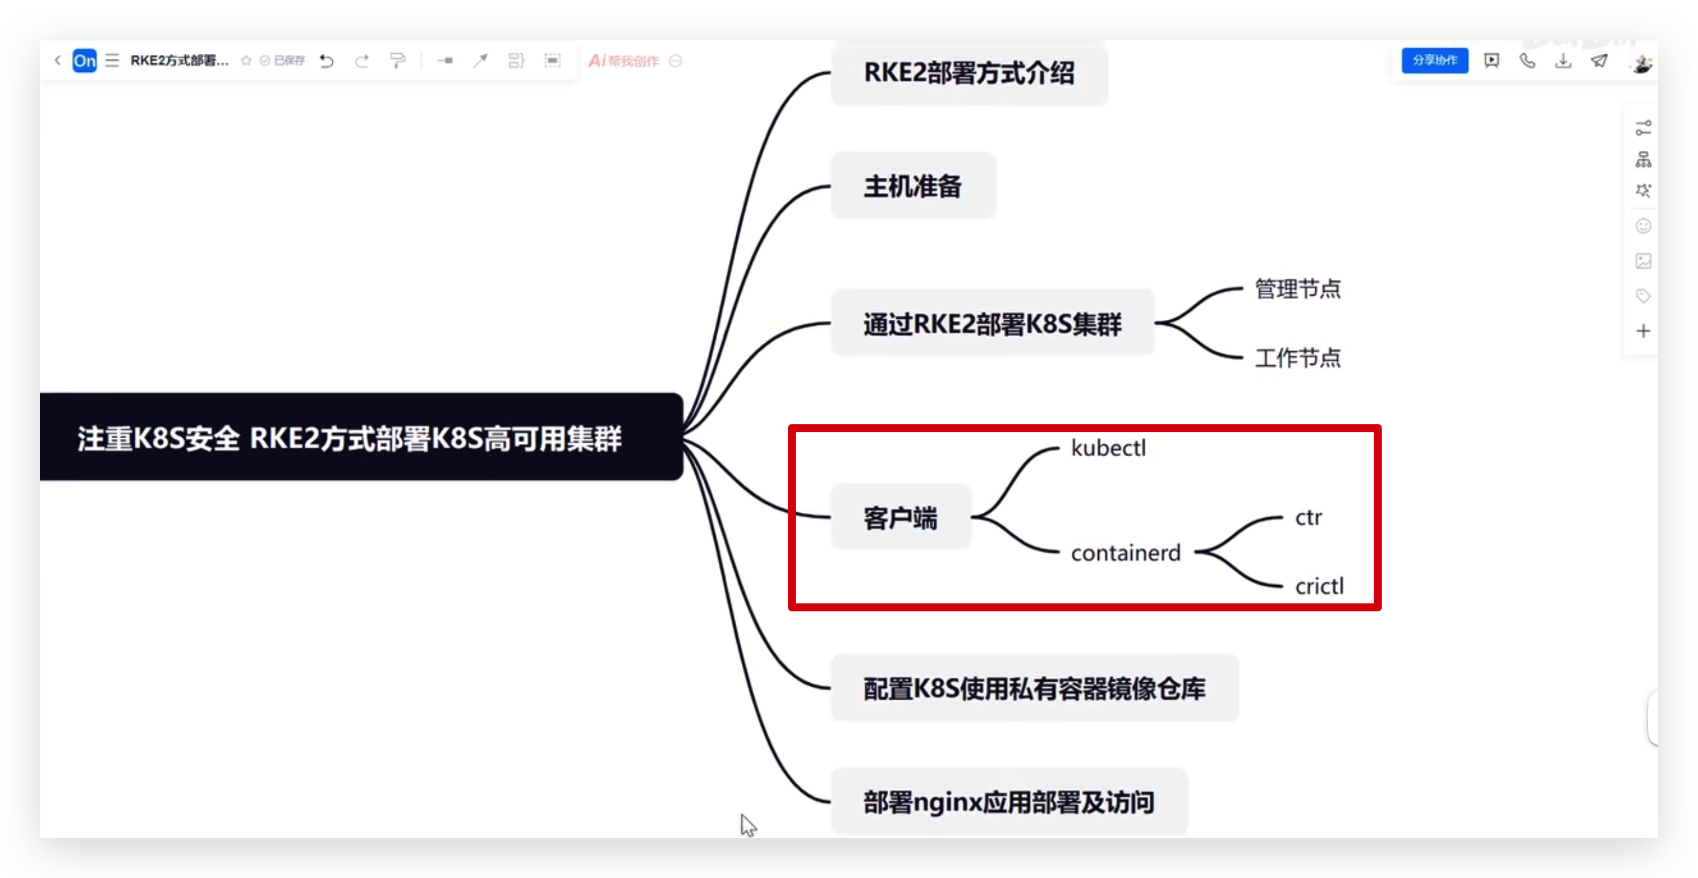 On RKE2方式部署... 已保存 Ai帮我创作 分享协作
RKE2部署方式介绍
主机准备
通过RKE2部署K8S集群
管理节点
工作节点
注重K8S安全 RKE2方式部署K8S高可用集群
客户端
kubectl
containerd
ctr
crictl
配置K8S使用私有容器镜像仓库
部署nginx应用部署及访问